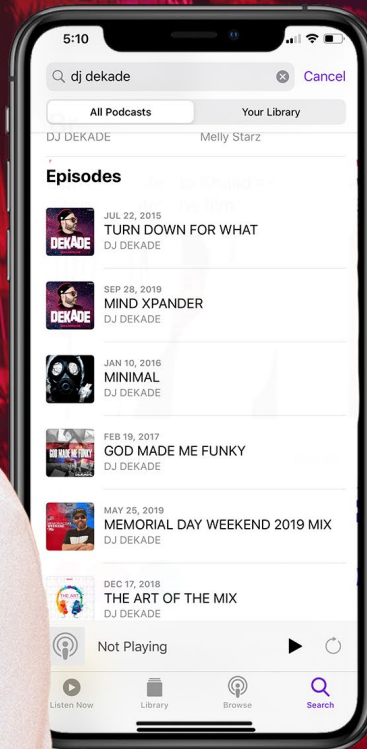 5:10
dj dekade
Cancel
All Podcasts
Your Library
DJ DEKADE
Melly Starz
Episodes
DEKADE
JUL 22, 2015
TURN DOWN FOR WHAT
DJ DEKADE
DEKADE
SEP 28, 2019
MIND XPANDER
DJ DEKADE
JAN 10, 2016
MINIMAL
DJ DEKADE
GOD MADE ME FUNKY
FEB 19, 2017
GOD MADE ME FUNKY
DJ DEKADE
MAY 25, 2019
MEMORIAL DAY WEEKEND 2019 MIX
DJ DEKADE
THE ART
DEC 17, 2018
THE ART OF THE MIX
DJ DEKADE
Not Playing
Listen Now
Library
Browse
Search